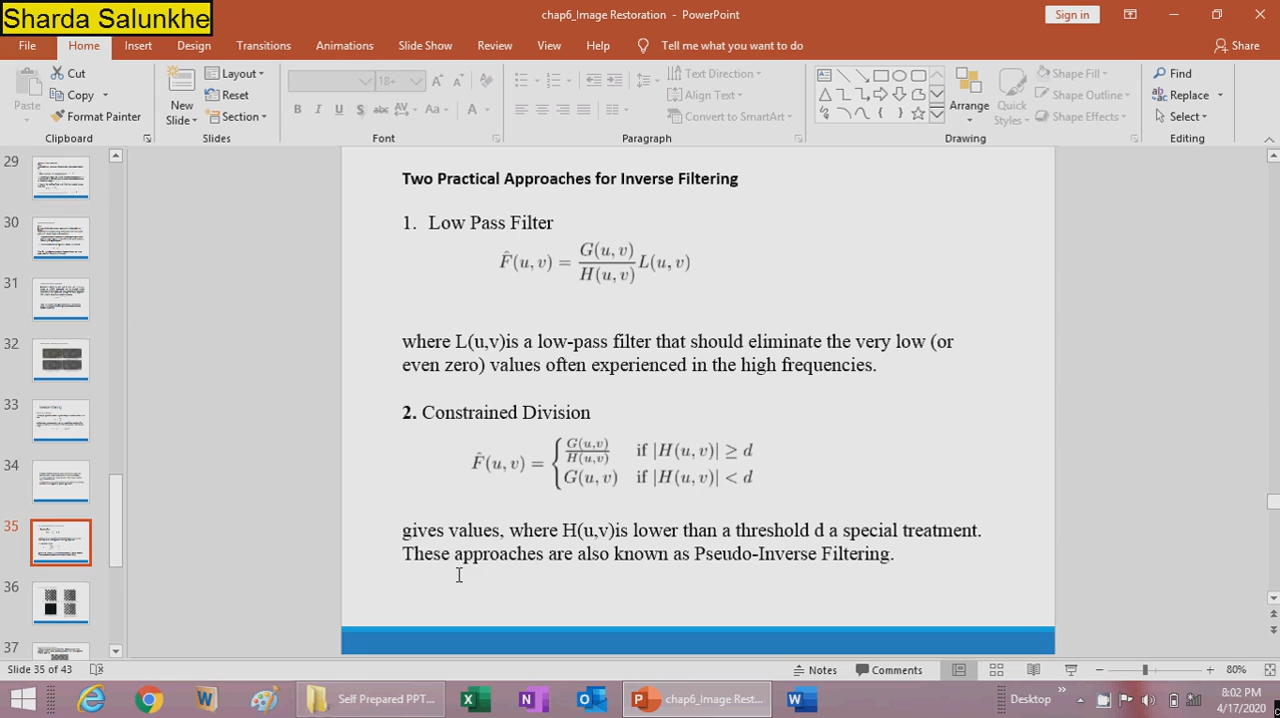 Sharda Salunkhe
chap6_Image Restoration - PowerPoint
Sign in
File Home Insert Design Transitions Animations Slide Show Review View Help Tell me what you want to do Share
Paste
Cut
Copy
Format Painter
Clipboard
New Slide
Layout
Reset
Section
Slides
18+
B I U S abc AV Aa A
Font
Text Direction
Align Text
Convert to SmartArt
Paragraph
Arrange
Quick Styles
Shape Fill
Shape Outline
Shape Effects
Drawing
Find
Replace
Select
Editing
29
30
31
32
33
34
35
36
37
Two Practical Approaches for Inverse Filtering
1. Low Pass Filter
F̂(u, v) = G(u, v) / H(u, v) L(u, v)
where L(u,v)is a low-pass filter that should eliminate the very low (or
even zero) values often experienced in the high frequencies.
2. Constrained Division
F̂(u, v) = { G(u,v) / H(u,v) if |H(u, v)| ≥ d
G(u, v) if |H(u, v)| < d
gives values, where H(u,v)is lower than a threshold d a special treatment.
These approaches are also known as Pseudo-Inverse Filtering.
Slide 35 of 43
Notes
Comments
80%
Self Prepared PPT...
chap6_Image Rest...
Desktop
8:02 PM
4/17/2020